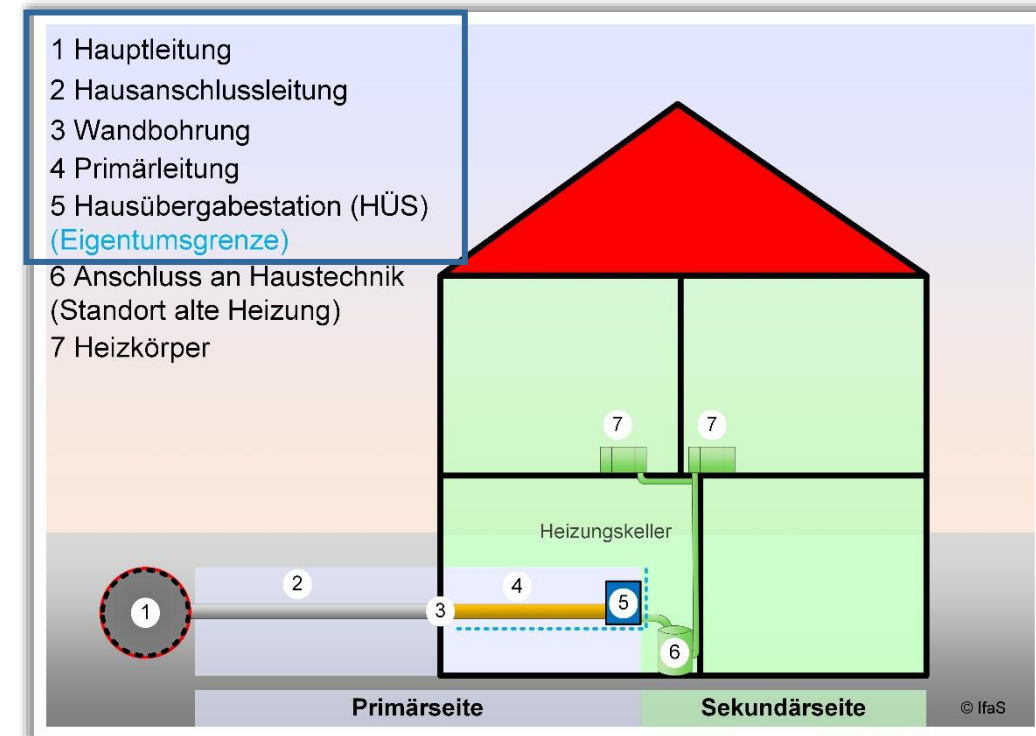 1 Hauptleitung
2 Hausanschlussleitung
3 Wandbohrung
4 Primärleitung
5 Hausübergabestation (HÜS)
(Eigentumsgrenze)
6 Anschluss an Haustechnik
(Standort alte Heizung)
7 Heizkörper
7 7
Heizungskeller
2 4
1 3 5
6
Primärseite Sekundärseite © IfaS